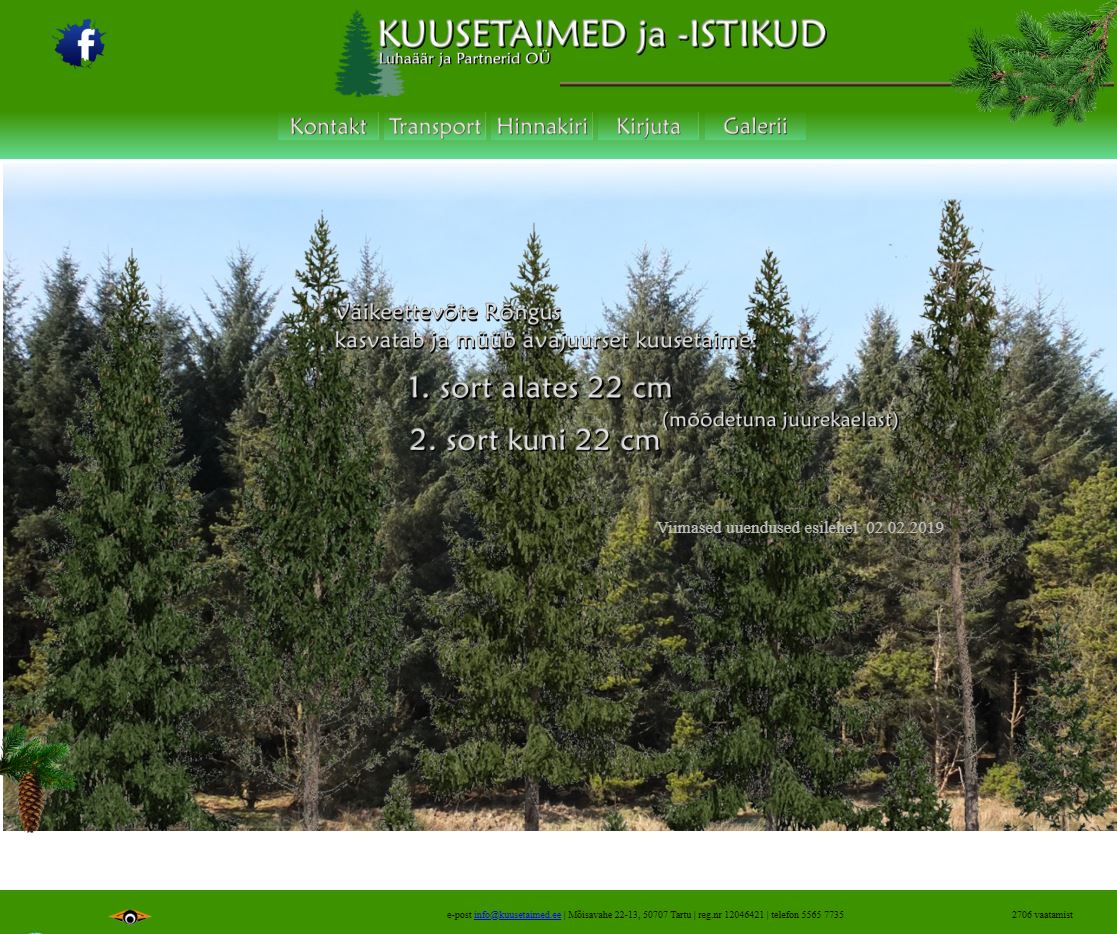 f
KUUSETAIMED ja -ISTIKUD
Luhaäär ja Partnerid OÜ
Kontakt Transport Hinnakiri Kirjuta Galerii
Väikeettevõte Rõngus
kasvatab ja müüb avajuurset kuusetaime:
1. sort alates 22 cm
(mõõdetuna juurekaelast)
2. sort kuni 22 cm
Viimased uuendused esilehel 02.02.2019
e-post info@kuusetaimed.ee | Mõisavahe 22-13, 50707 Tartu | reg.nr 12046421 | telefon 5565 7735
2706 vaatamist